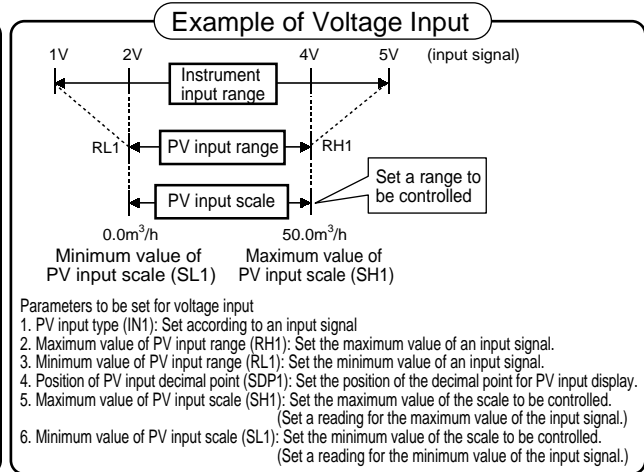 Example of Voltage Input
1V 2V 4V 5V (input signal)
Instrument
input range
RL1 PV input range RH1
PV input scale
Set a range to
be controlled
0.0m³/h 50.0m³/h
Minimum value of Maximum value of
PV input scale (SL1) PV input scale (SH1)
Parameters to be set for voltage input
1. PV input type (IN1): Set according to an input signal
2. Maximum value of PV input range (RH1): Set the maximum value of an input signal.
3. Minimum value of PV input range (RL1): Set the minimum value of an input signal.
4. Position of PV input decimal point (SDP1): Set the position of the decimal point for PV input display.
5. Maximum value of PV input scale (SH1): Set the maximum value of the scale to be controlled.
(Set a reading for the maximum value of the input signal.)
6. Minimum value of PV input scale (SL1): Set the minimum value of the scale to be controlled.
(Set a reading for the minimum value of the input signal.)